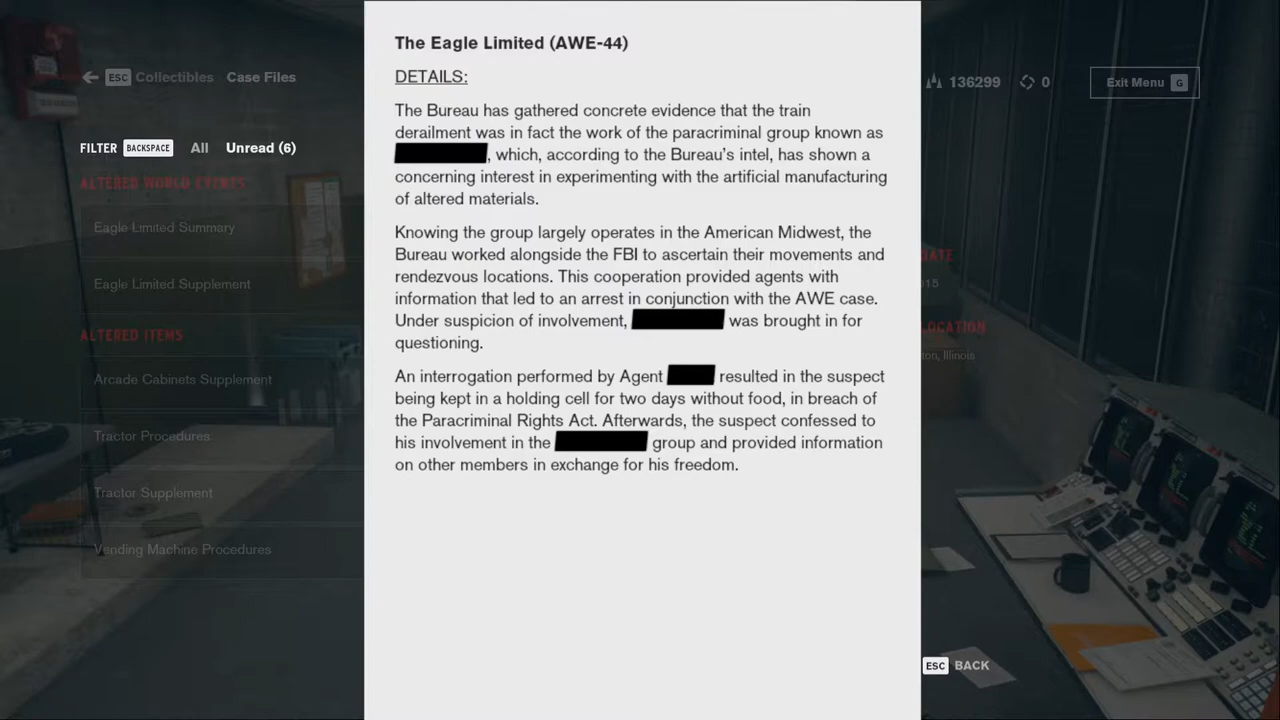 The Eagle Limited (AWE-44)
DETAILS:
The Bureau has gathered concrete evidence that the train
derailment was in fact the work of the paracriminal group known as
, which, according to the Bureau's intel, has shown a
concerning interest in experimenting with the artificial manufacturing
of altered materials.
Knowing the group largely operates in the American Midwest, the
Bureau worked alongside the FBI to ascertain their movements and
rendezvous locations. This cooperation provided agents with
information that led to an arrest in conjunction with the AWE case.
Under suspicion of involvement, was brought in for
questioning.
An interrogation performed by Agent resulted in the suspect
being kept in a holding cell for two days without food, in breach of
the Paracriminal Rights Act. Afterwards, the suspect confessed to
his involvement in the group and provided information
on other members in exchange for his freedom.
ESC Collectibles Case Files
FILTER BACKSPACE All Unread (6)
ALTERED WORLD EVENTS
Eagle Limited Summary
Eagle Limited Supplement
ALTERED ITEMS
Arcade Cabinets Supplement
Tractor Procedures
Tractor Supplement
Vending Machine Procedures
136299 0 Exit Menu G
DATE
15
LOCATION
ton, Illinois
ESC BACK